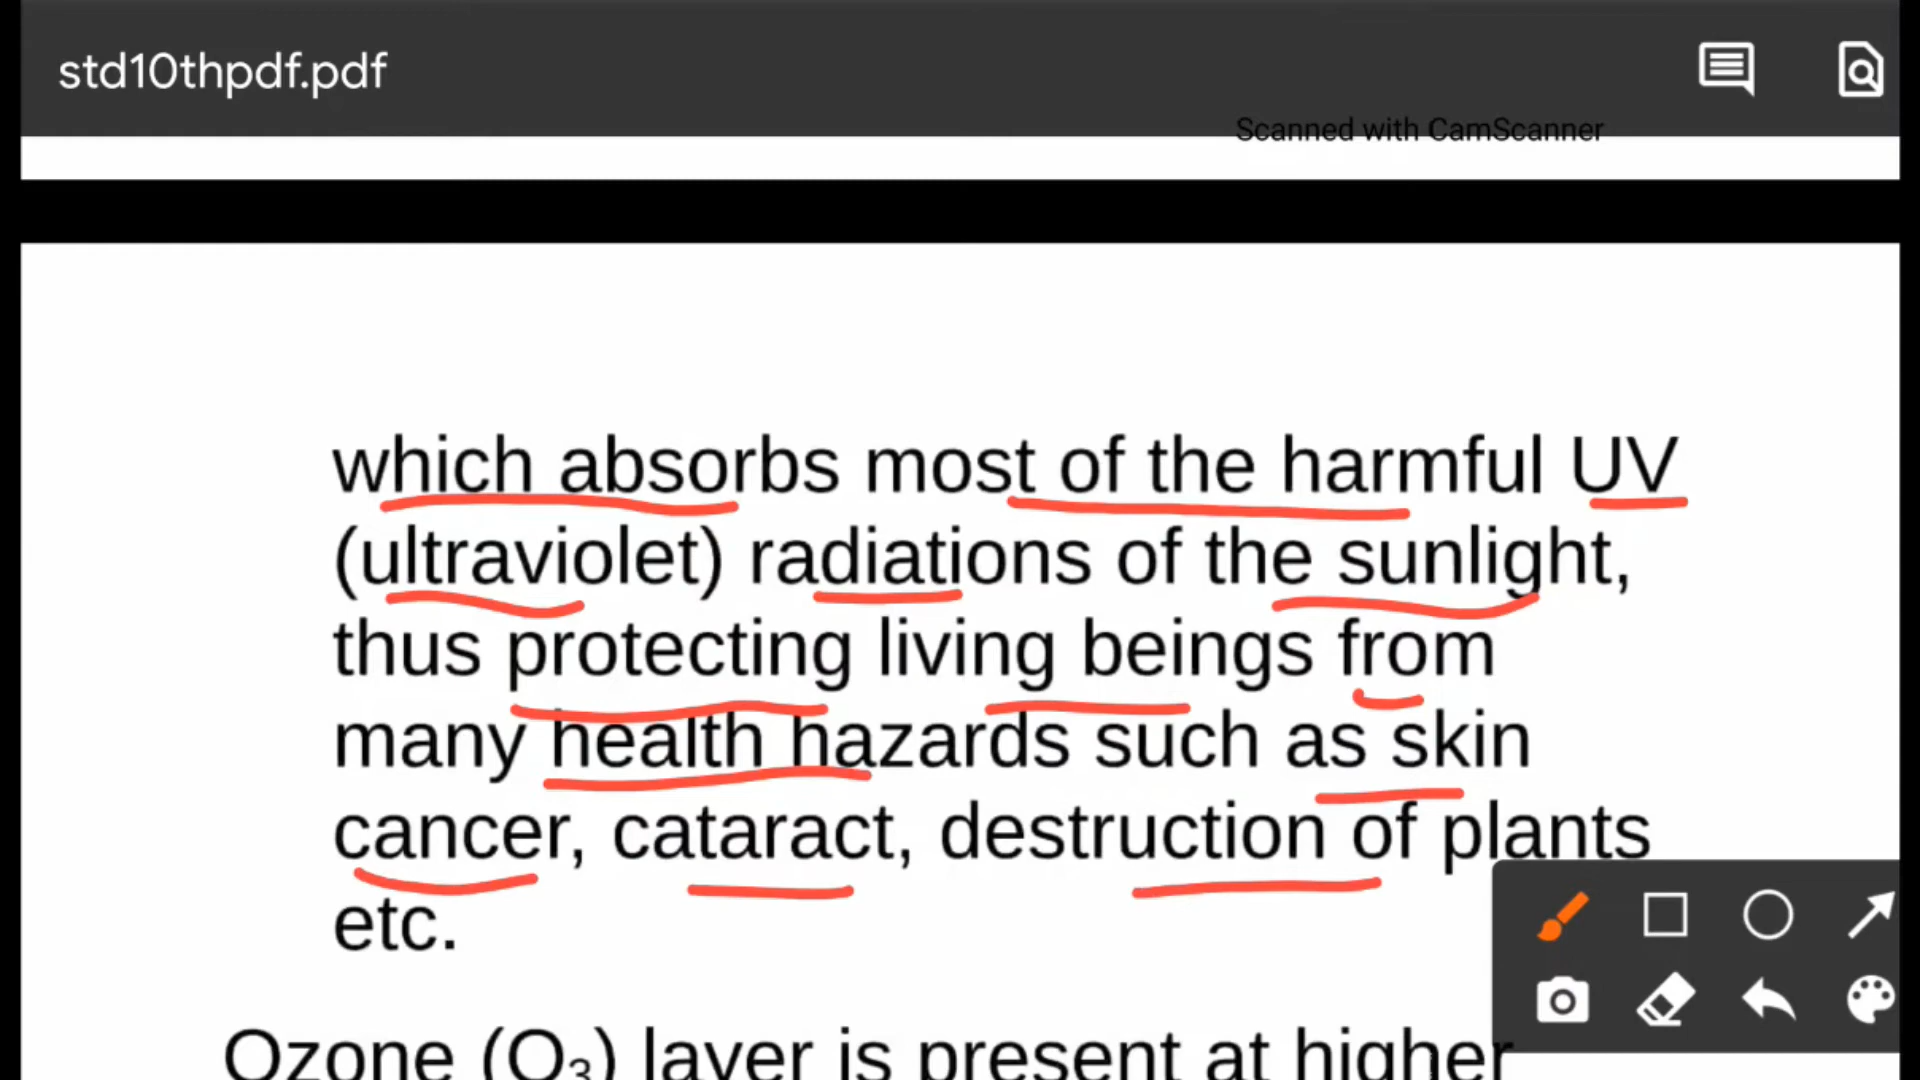 std10thpdf.pdf
Scanned with CamScanner
which absorbs most of the harmful UV
(ultraviolet) radiations of the sunlight,
thus protecting living beings from
many health hazards such as skin
cancer, cataract, destruction of plants
etc.
Ozone (O₃) layer is present at higher